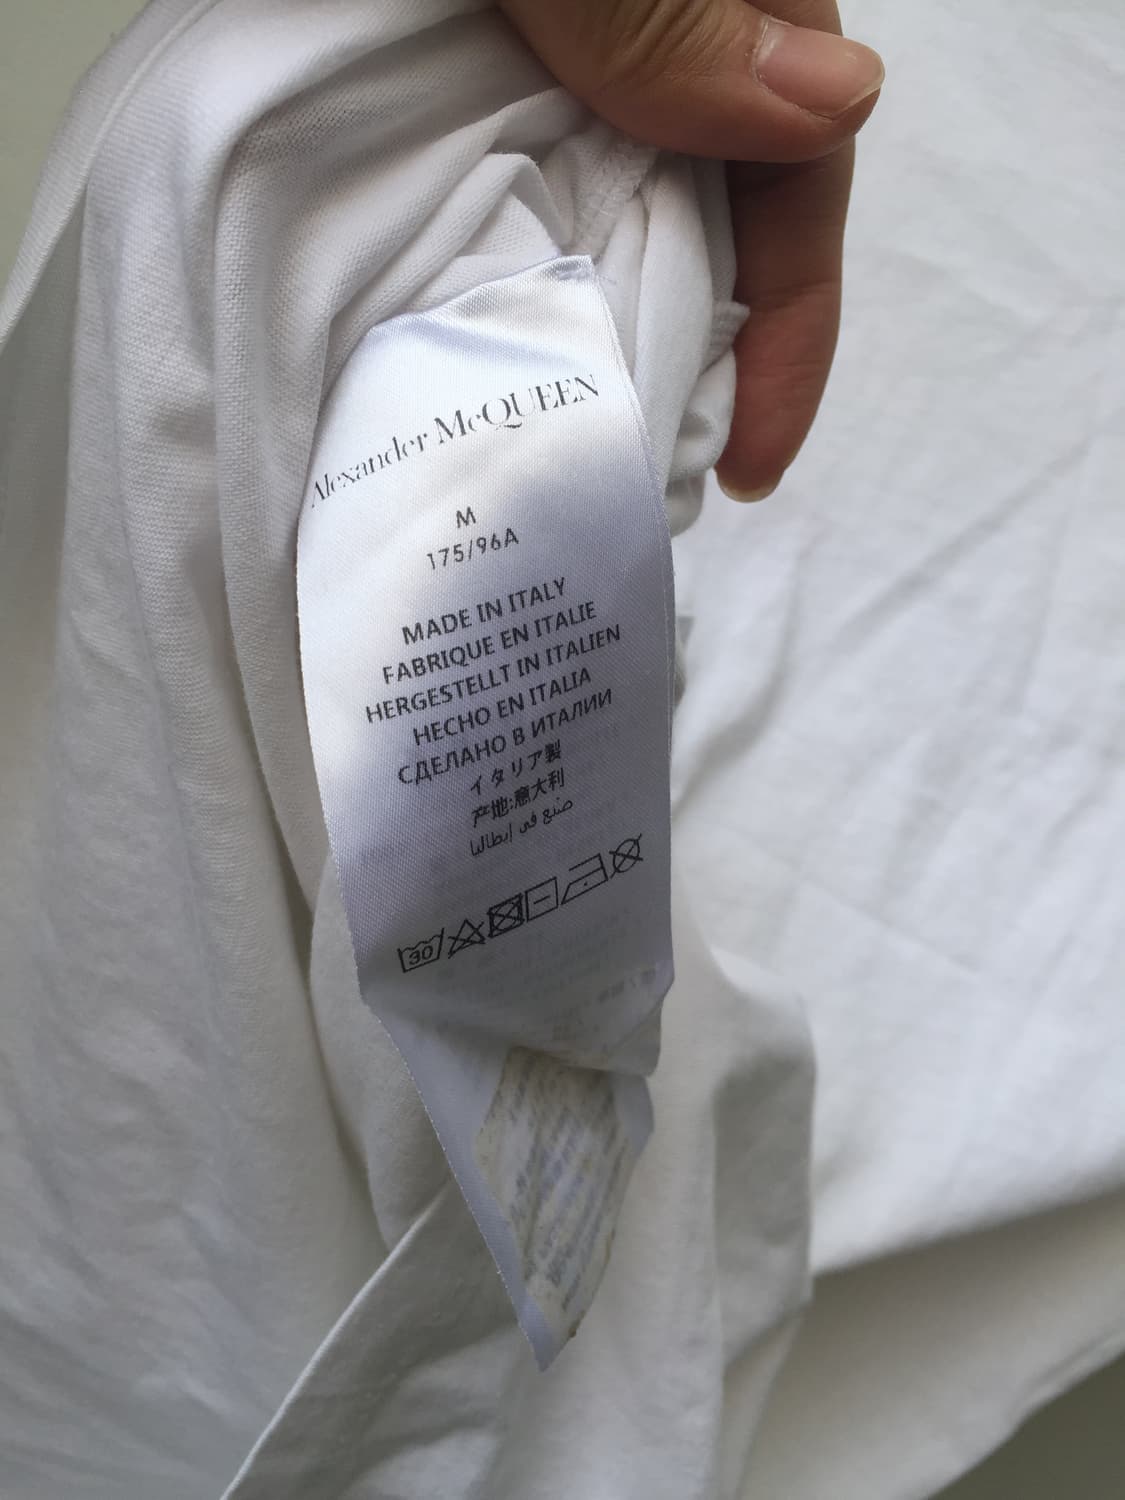 Alexander McQUEEN
M
175/96A
MADE IN ITALY
FABRIQUE EN ITALIE
HERGESTELLT IN ITALIEN
HECHO EN ITALIA
СДЕЛАНО В ИТАЛИИ
イタリア製
产地:意大利
صنع في إيطاليا
30